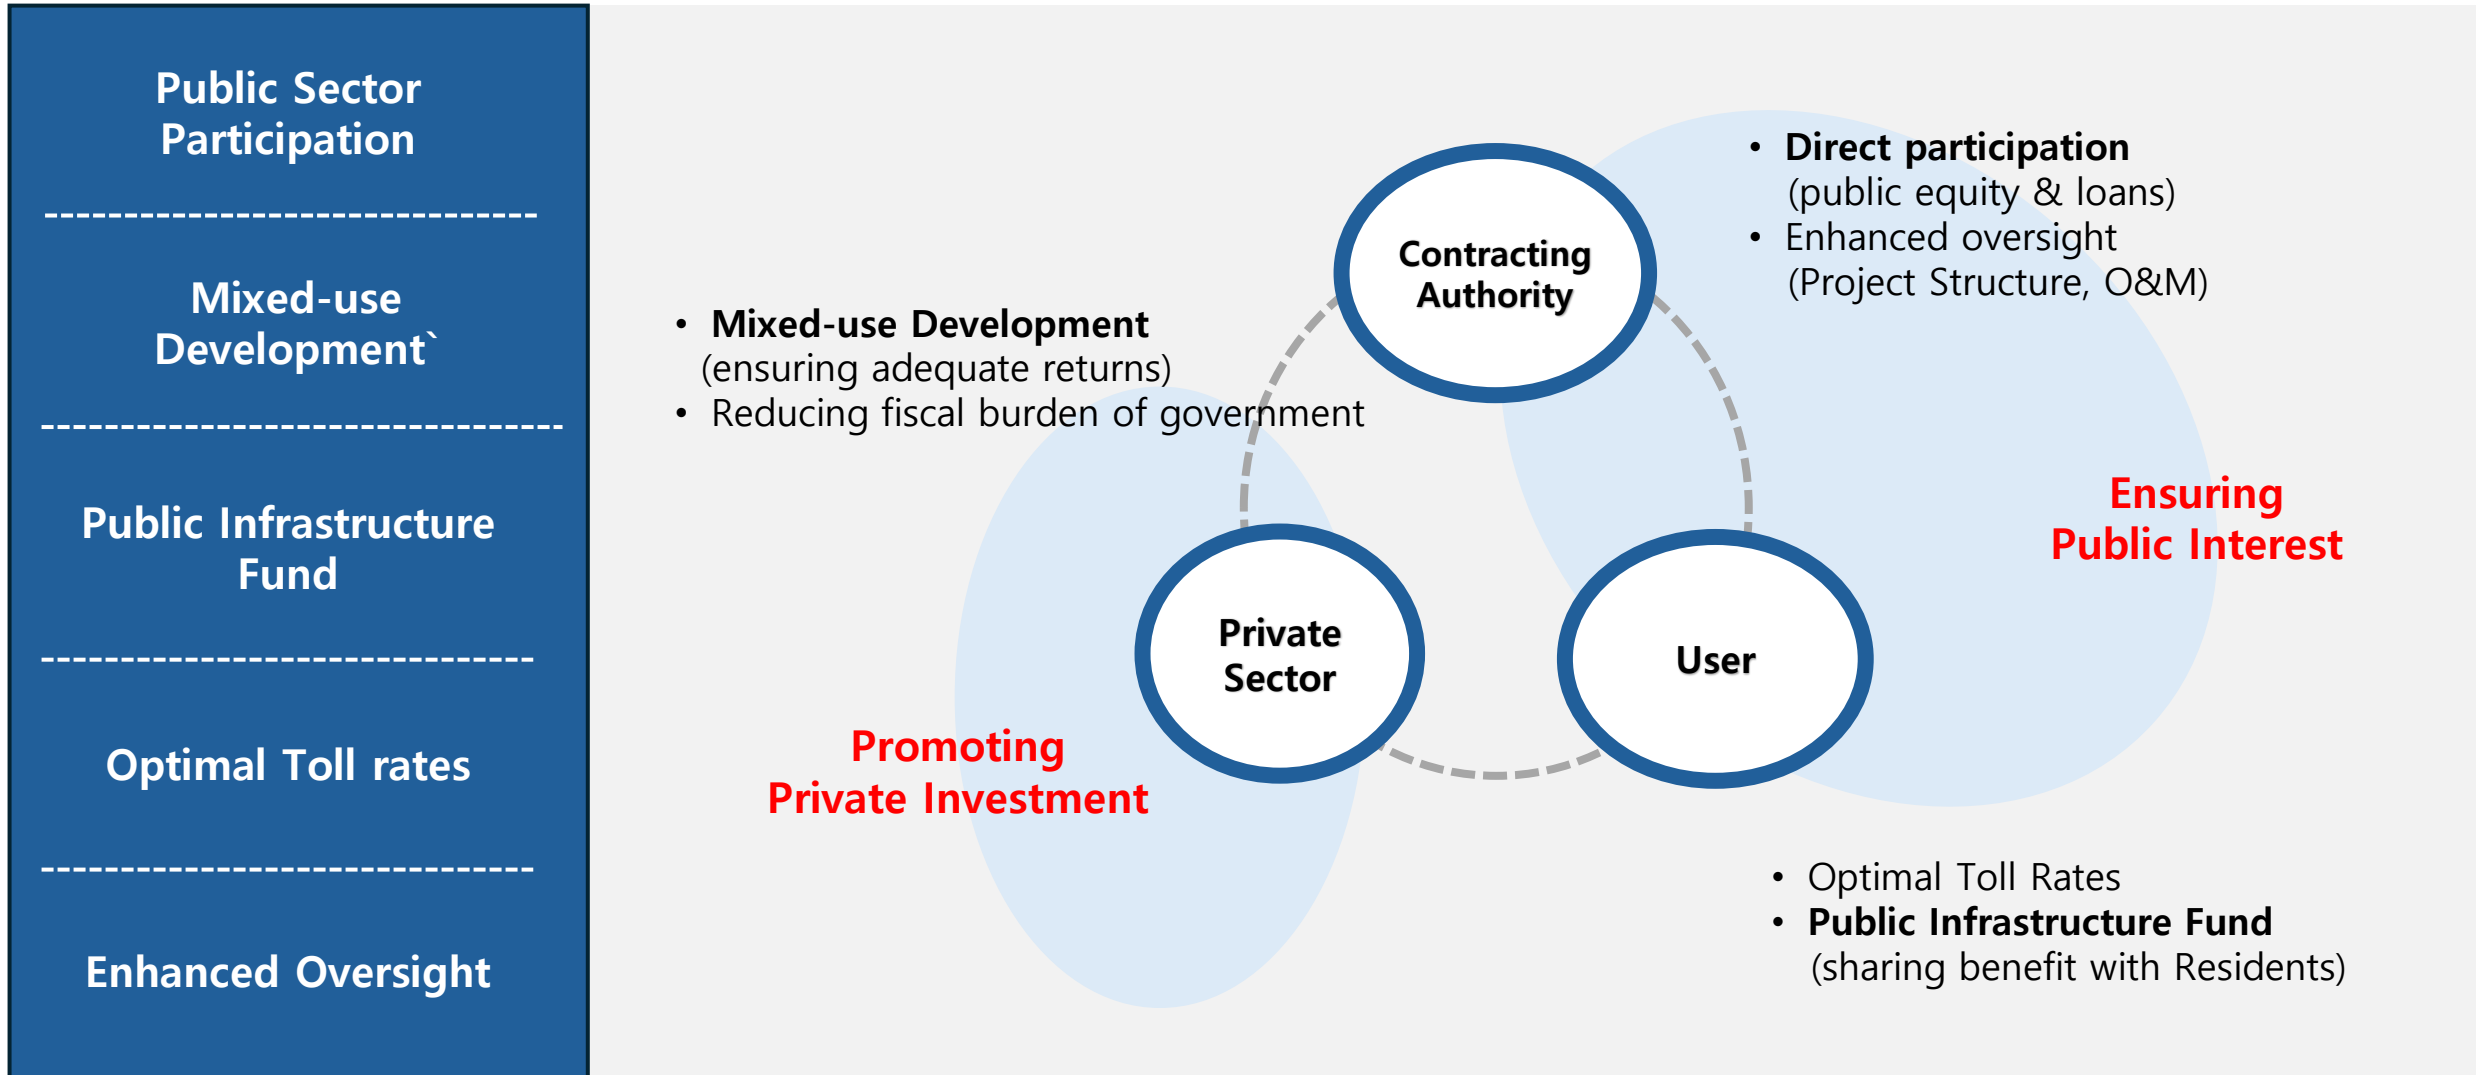 Public Sector
Participation
Mixed-use
Development`
Public Infrastructure
Fund
Optimal Toll rates
Enhanced Oversight
• Mixed-use Development
(ensuring adequate returns)
• Reducing fiscal burden of government
Contracting
Authority
• Direct participation
(public equity & loans)
• Enhanced oversight
(Project Structure, O&M)
Private
Sector
User
Promoting
Private Investment
Ensuring
Public Interest
• Optimal Toll Rates
• Public Infrastructure Fund
(sharing benefit with Residents)